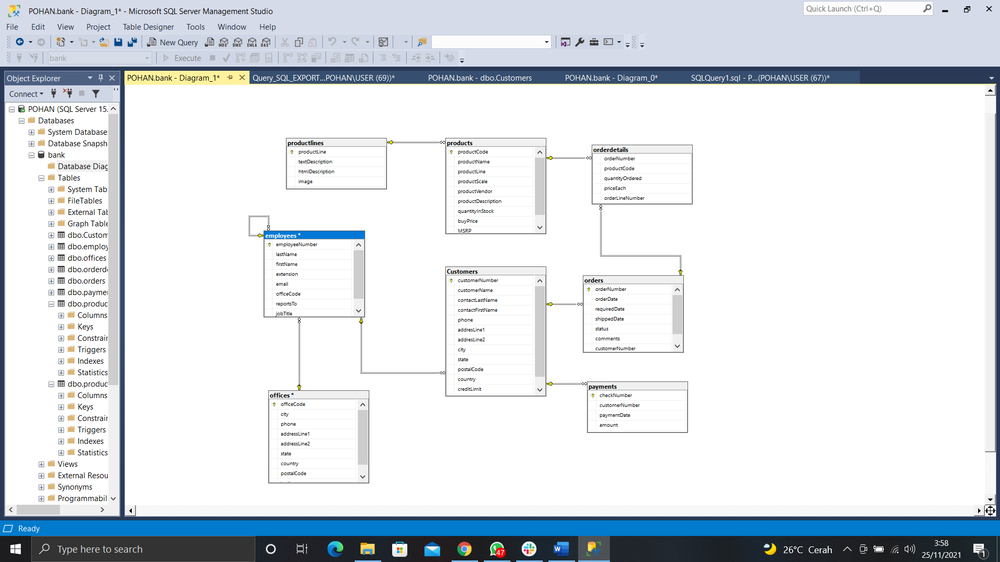 POHAN.bank - Diagram_1* - Microsoft SQL Server Management Studio
Quick Launch (Ctrl+Q)
File Edit View Project Table Designer Tools Window Help
New Query MDX DMX XMLA DAX
bank Execute
Object Explorer
POHAN.bank - Diagram_1* Query_SQL_EXPORT...POHAN\USER (69))* POHAN.bank - dbo.Customers POHAN.bank - Diagram_0* SQLQuery1.sql - P...(POHAN\USER (67))*
Connect
POHAN (SQL Server 15.
Databases
System Database
Database Snapsh
bank
Database Diag
Tables
System Tab
FileTables
External Tab
Graph Table
dbo.Custom
dbo.employ
dbo.offices
dbo.orderd
dbo.orders
dbo.payme
dbo.produc
Columns
Keys
Constrain
Triggers
Indexes
Statistics
dbo.produc
Columns
Keys
Constrain
Triggers
Indexes
Statistics
Views
External Resou
Synonyms
Programmabil
productlines
productLine
textDescription
htmlDescription
image
products
productCode
productName
productLine
productScale
productVendor
productDescription
quantityInStock
buyPrice
MSRP
orderdetails
orderNumber
productCode
quantityOrdered
priceEach
orderLineNumber
employees *
employeeNumber
lastName
firstName
extension
email
officeCode
reportsTo
jobTitle
Customers
customerNumber
customerName
contactLastName
contactFirstName
phone
addresLine1
addresLine2
city
state
postalCode
country
creditLimit
orders
orderNumber
orderDate
requiredDate
shippedDate
status
comments
customerNumber
offices *
officeCode
city
phone
addressLine1
addressLine2
state
country
postalCode
payments
checkNumber
customerNumber
paymentDate
amount
Ready
Type here to search
47
26°C Cerah
3:58
25/11/2021
1